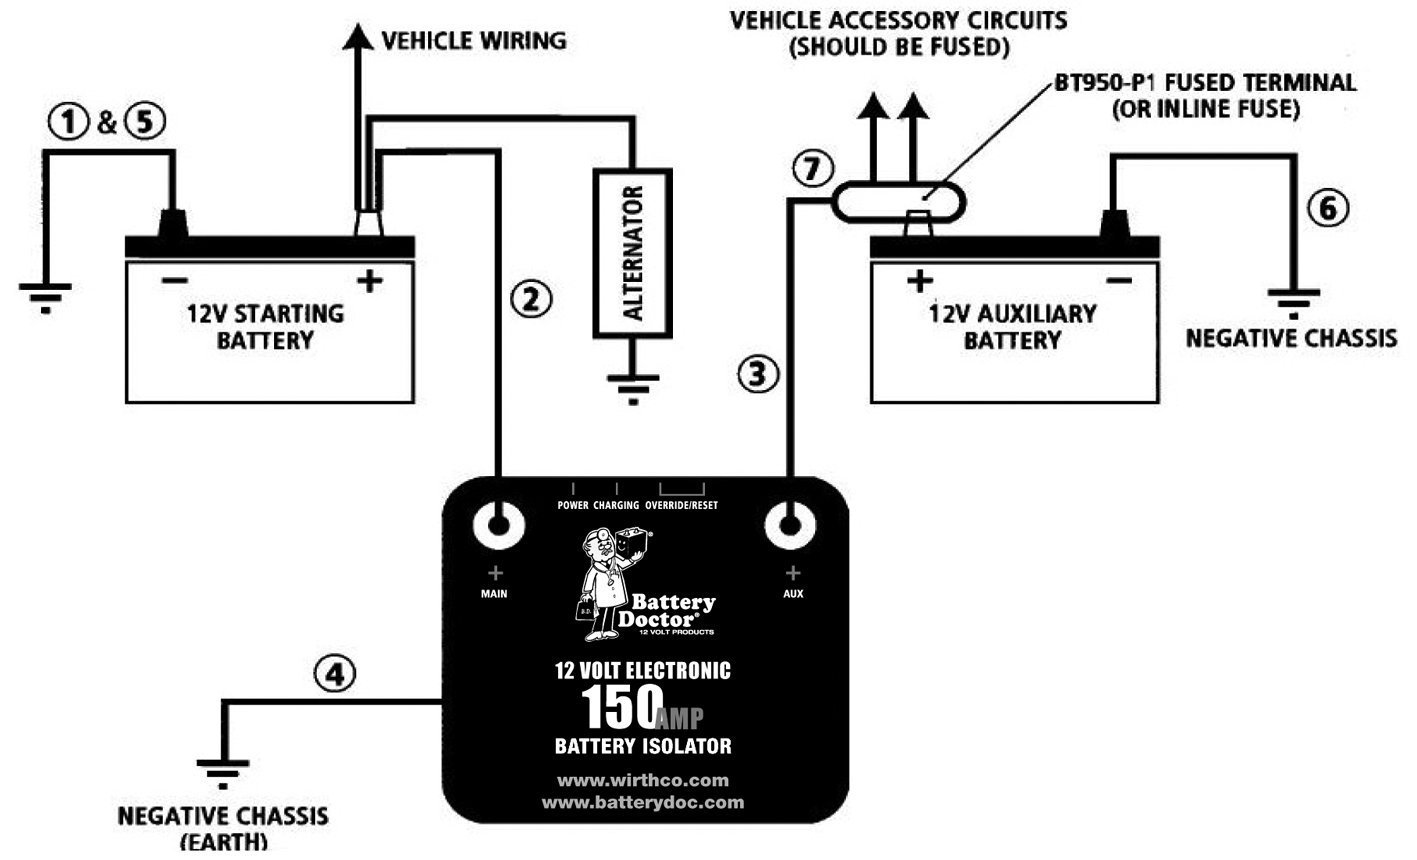 VEHICLE WIRING
VEHICLE ACCESSORY CIRCUITS
(SHOULD BE FUSED)
BT950-P1 FUSED TERMINAL
(OR INLINE FUSE)
1 & 5
7
6
2
3
4
ALTERNATOR
− +
12V STARTING
BATTERY
+ −
12V AUXILIARY
BATTERY
NEGATIVE CHASSIS
POWER CHARGING OVERRIDE/RESET
+
MAIN
+
AUX
B.D.
Battery
Doctor®
12 VOLT PRODUCTS
12 VOLT ELECTRONIC
150 AMP
BATTERY ISOLATOR
www.wirthco.com
www.batterydoc.com
NEGATIVE CHASSIS
(EARTH)